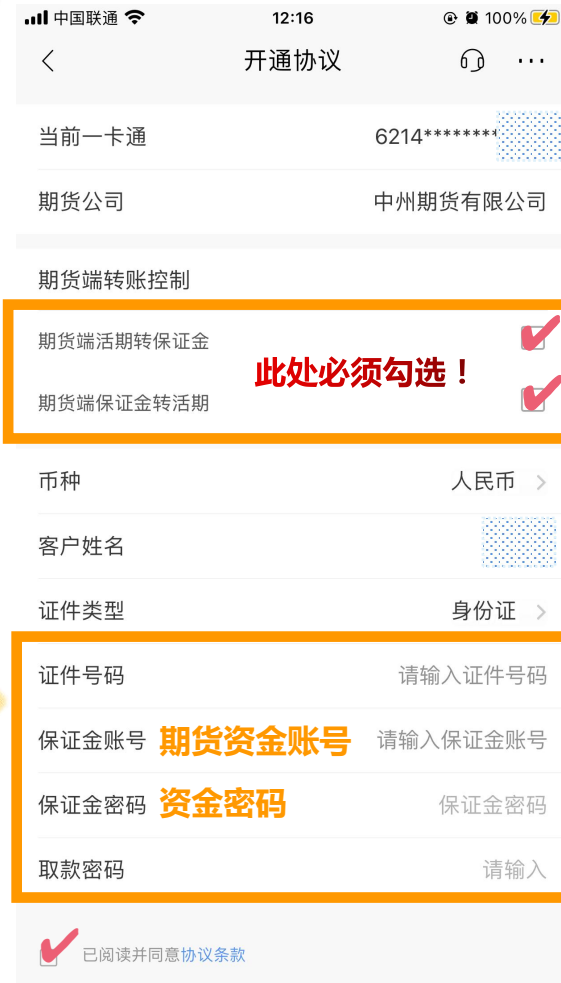 中国联通 12:16 100%
开通协议
当前一卡通 6214********
期货公司 中州期货有限公司
期货端转账控制
期货端活期转保证金
此处必须勾选！
期货端保证金转活期
币种 人民币
客户姓名
证件类型 身份证
证件号码 请输入证件号码
保证金账号 期货资金账号 请输入保证金账号
保证金密码 资金密码 保证金密码
取款密码 请输入
已阅读并同意协议条款